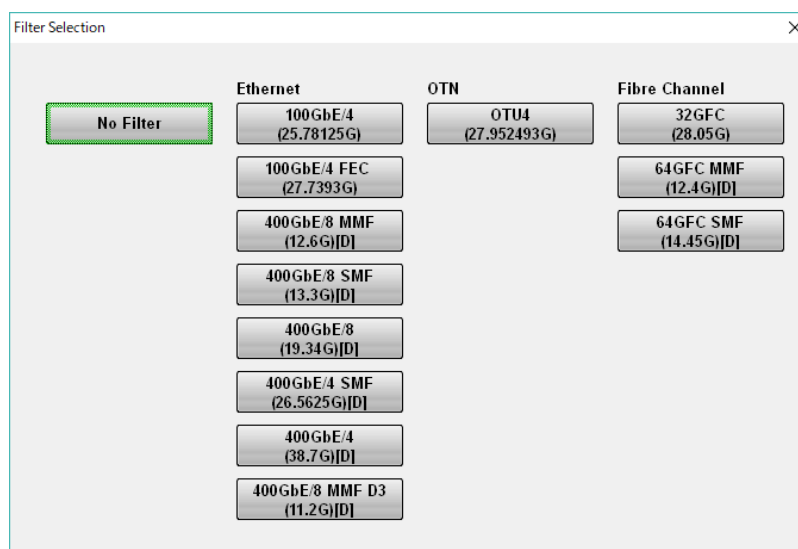 Filter Selection
Ethernet
OTN
Fibre Channel
No Filter
100GbE/4
(25.78125G)
OTU4
(27.952493G)
32GFC
(28.05G)
100GbE/4 FEC
(27.7393G)
64GFC MMF
(12.4G)[D]
400GbE/8 MMF
(12.6G)[D]
64GFC SMF
(14.45G)[D]
400GbE/8 SMF
(13.3G)[D]
400GbE/8
(19.34G)[D]
400GbE/4 SMF
(26.5625G)[D]
400GbE/4
(38.7G)[D]
400GbE/8 MMF D3
(11.2G)[D]